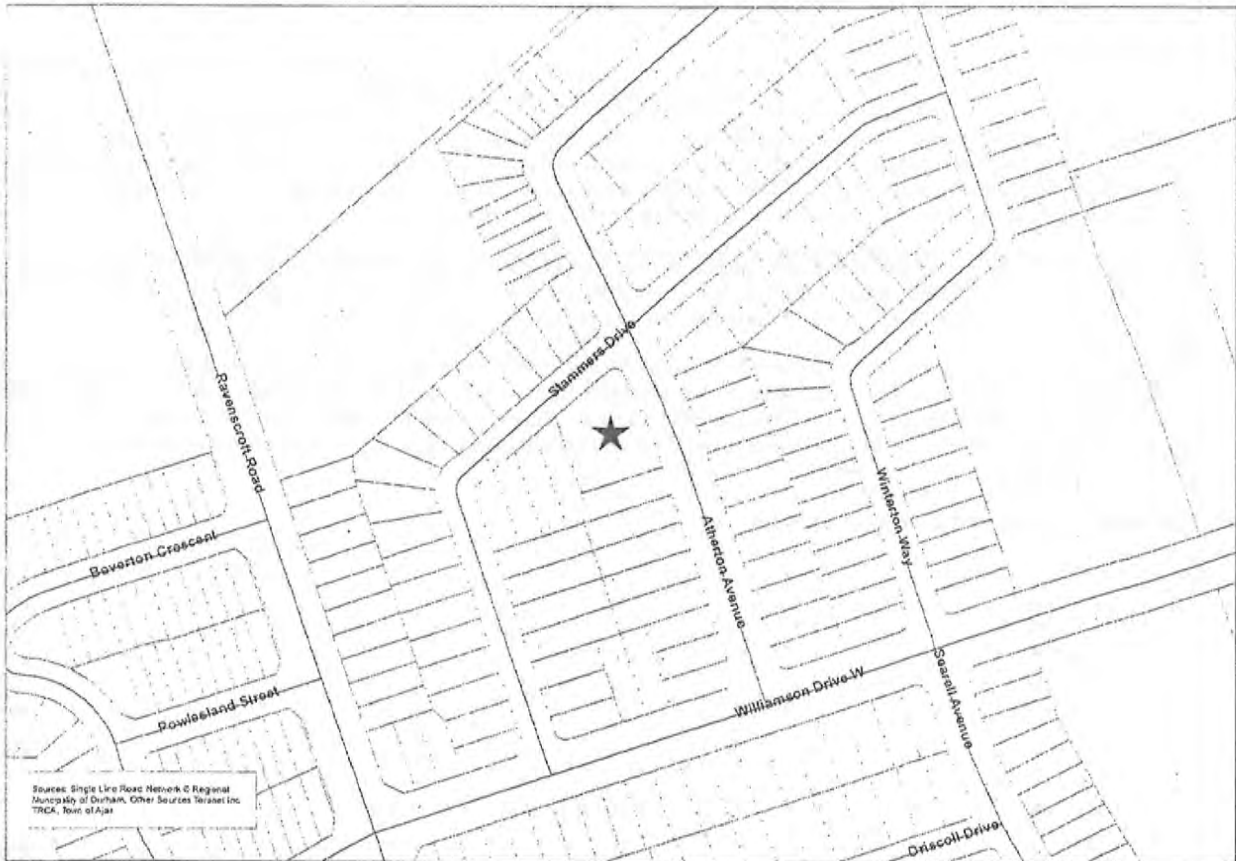 Stammers Drive
Ravenscroft Road
Beverton Crescent
Atherton Avenue
Winterton Way
Powlesland Street
Williamson Drive W
Searell Avenue
Driscoll Drive
Sources: Single Line Road Network © Regional
Municipality of Durham, Other Sources Teranet Inc.
TRCA, Town of Ajax